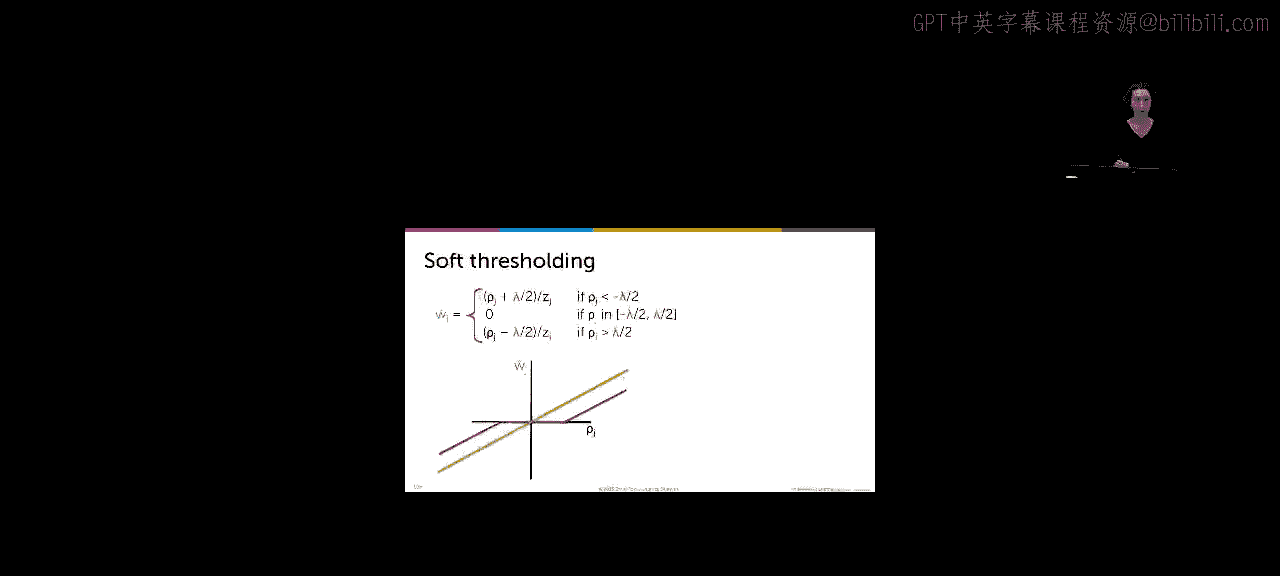 GPT中英字幕课程资源@bilibili.com
Soft thresholding
ŵj = { (ρj + λ/2)/zj if ρj < -λ/2
0 if ρj in [-λ/2, λ/2]
(ρj − λ/2)/zj if ρj > λ/2
ŵj
ρj